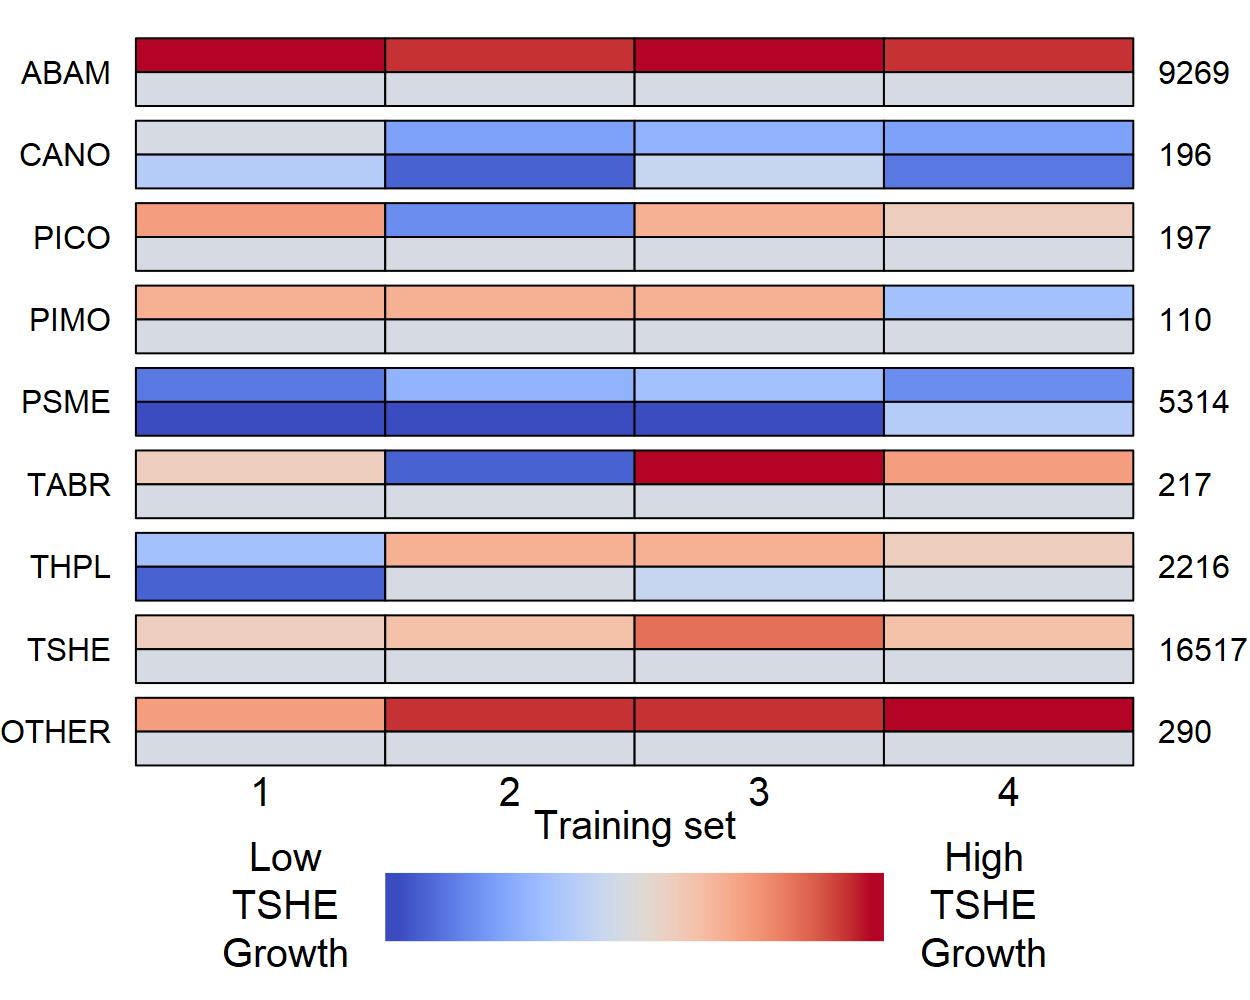 ABAM 9269
CANO 196
PICO 197
PIMO 110
PSME 5314
TABR 217
THPL 2216
TSHE 16517
OTHER 290
1 2 3 4
Training set
Low
TSHE
Growth
High
TSHE
Growth